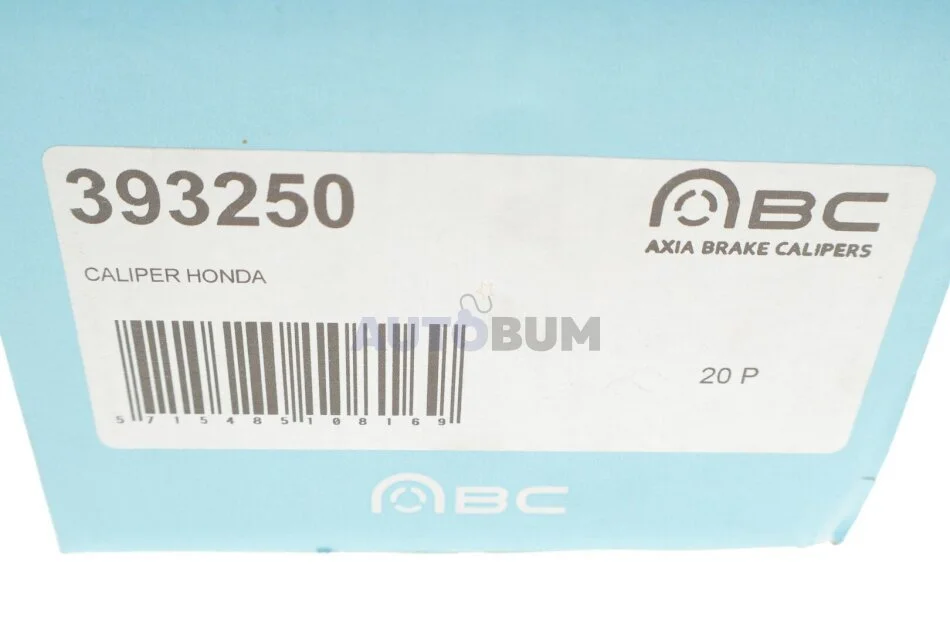 393250
ABC
AXIA BRAKE CALIPERS
CALIPER HONDA
AUTOBUM
20 P
5715485108169
ABC